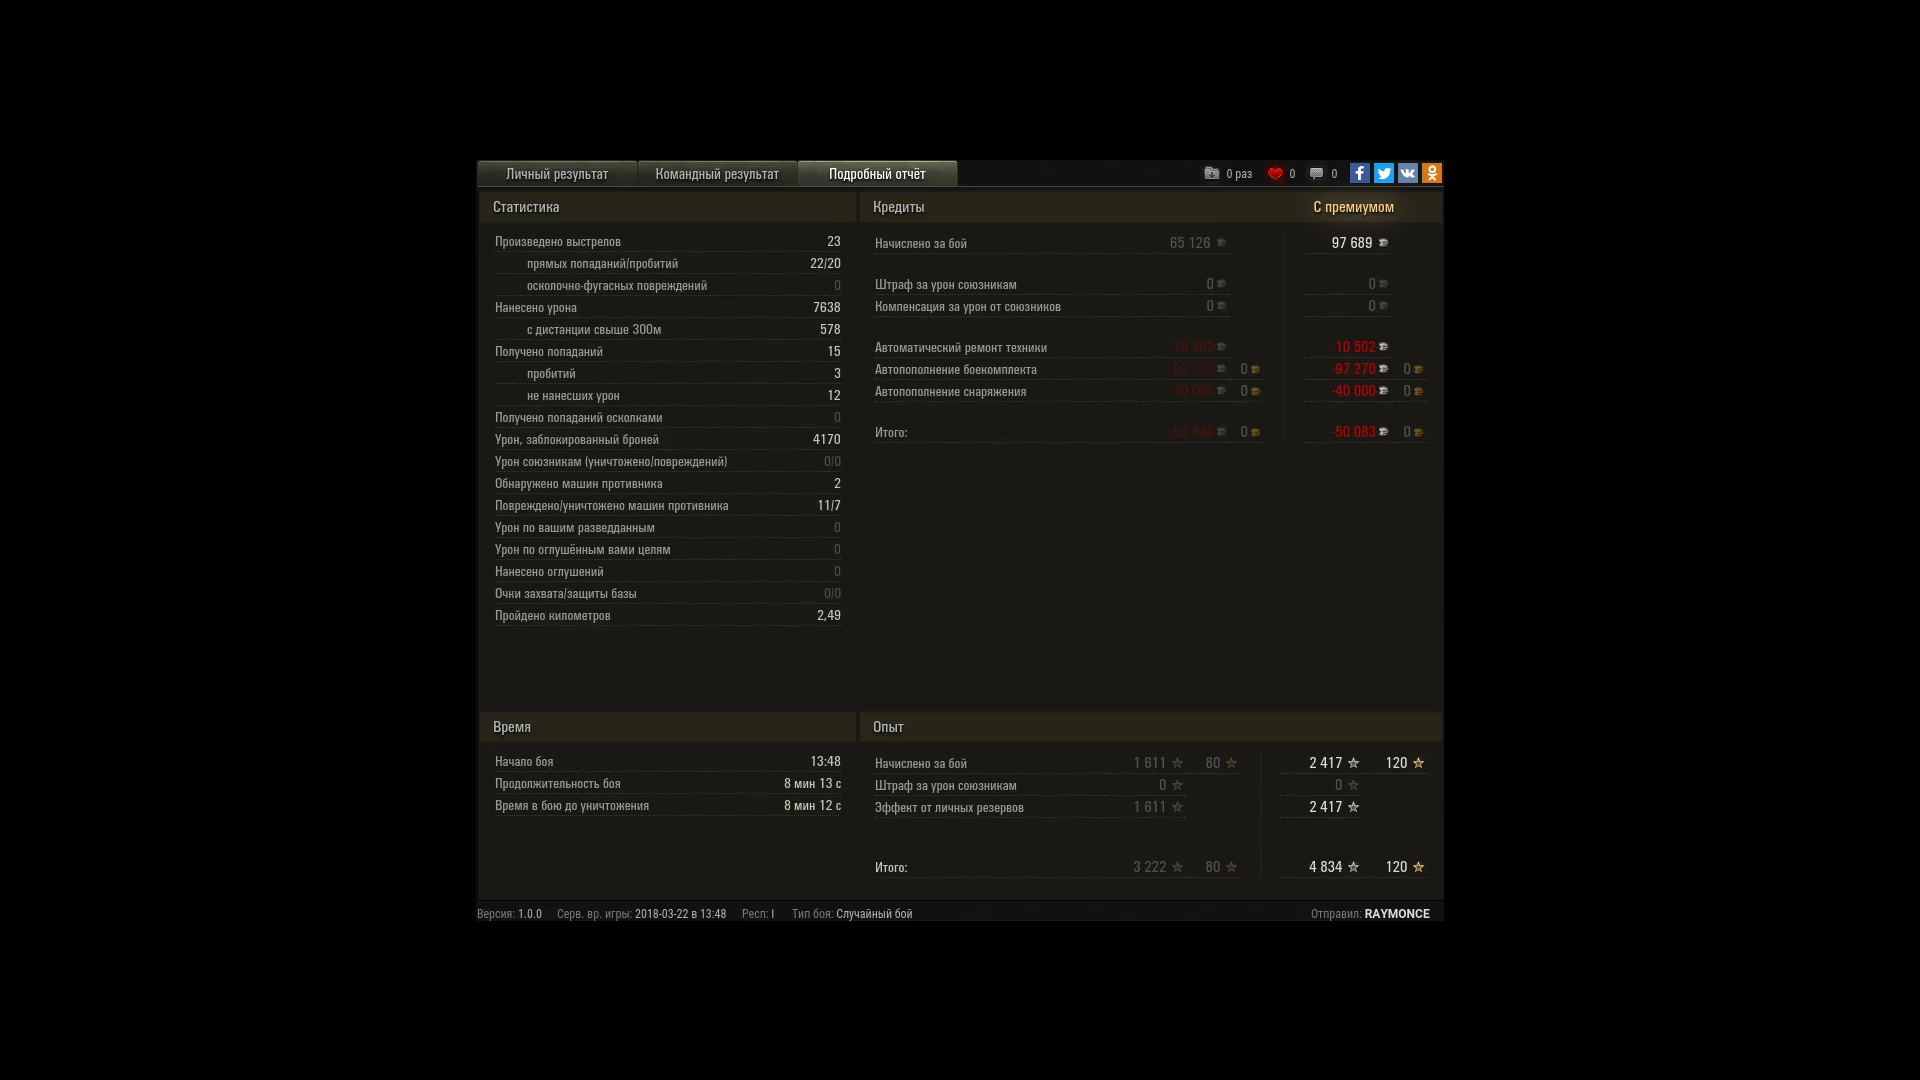 Личный результат Командный результат Подробный отчёт 0 раз 0 0
Статистика
Произведено выстрелов 23
прямых попаданий/пробитий 22/20
осколочно-фугасных повреждений 0
Нанесено урона 7638
с дистанции свыше 300м 578
Получено попаданий 15
пробитий 3
не нанесших урон 12
Получено попаданий осколками 0
Урон, заблокированный броней 4170
Урон союзникам (уничтожено/повреждений) 0/0
Обнаружено машин противника 2
Повреждено/уничтожено машин противника 11/7
Урон по вашим разведданным 0
Урон по оглушённым вами целям 0
Нанесено оглушений 0
Очки захвата/защиты базы 0/0
Пройдено километров 2,49
Кредиты С премиумом
Начислено за бой 65 126 97 689
Штраф за урон союзникам 0 0
Компенсация за урон от союзников 0 0
Автоматический ремонт техники -10 502 -10 502
Автопополнение боекомплекта -97 270 0 -97 270 0
Автопополнение снаряжения -40 000 0 -40 000 0
Итого: 0 -50 083 0
Время
Начало боя 13:48
Продолжительность боя 8 мин 13 с
Время в бою до уничтожения 8 мин 12 с
Опыт
Начислено за бой 1 611 80 2 417 120
Штраф за урон союзникам 0 0
Эффект от личных резервов 1 611 2 417
Итого: 3 222 80 4 834 120
Версия: 1.0.0 Серв. вр. игры: 2018-03-22 в 13:48 Респ: I Тип боя: Случайный бой Отправил: RAYMONCE